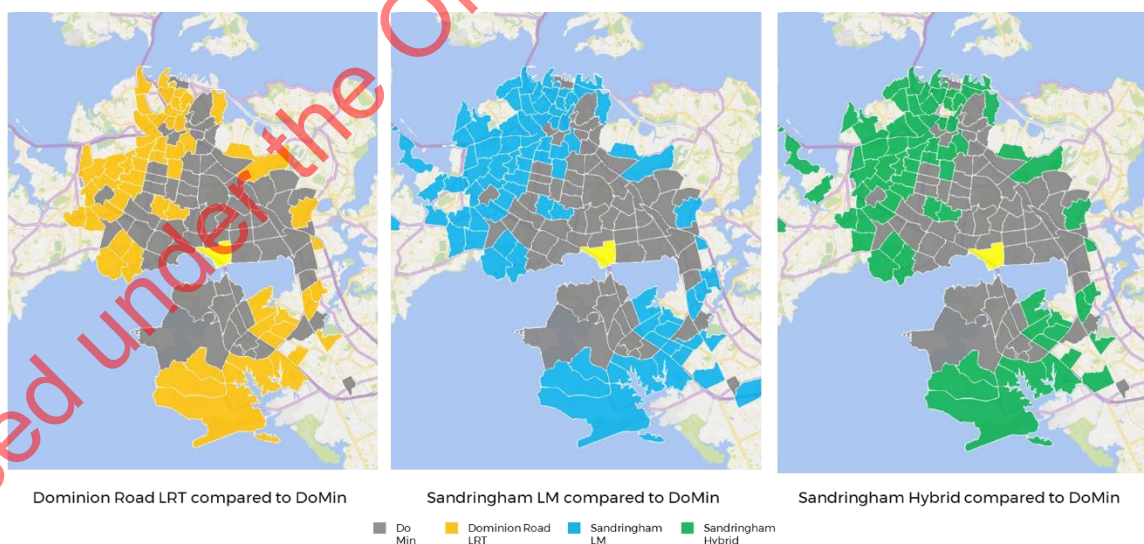 sed under the O
Dominion Road LRT compared to DoMin
Sandringham LM compared to DoMin
Sandringham Hybrid compared to DoMin
Do
Min
Dominion Road
LRT
Sandringham
LM
Sandringham
Hybrid